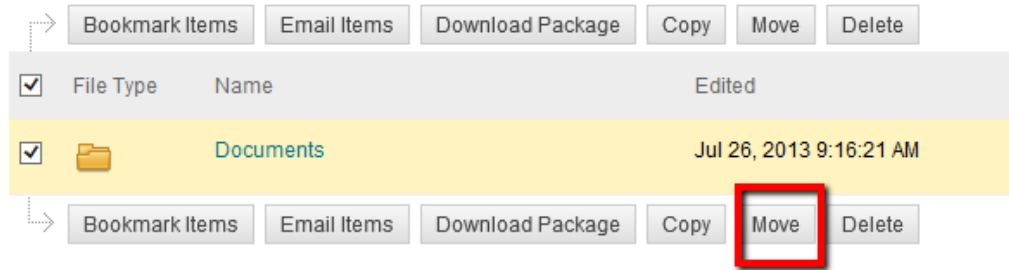 Bookmark Items Email Items Download Package Copy Move Delete
File Type Name Edited
Documents Jul 26, 2013 9:16:21 AM
Bookmark Items Email Items Download Package Copy Move Delete